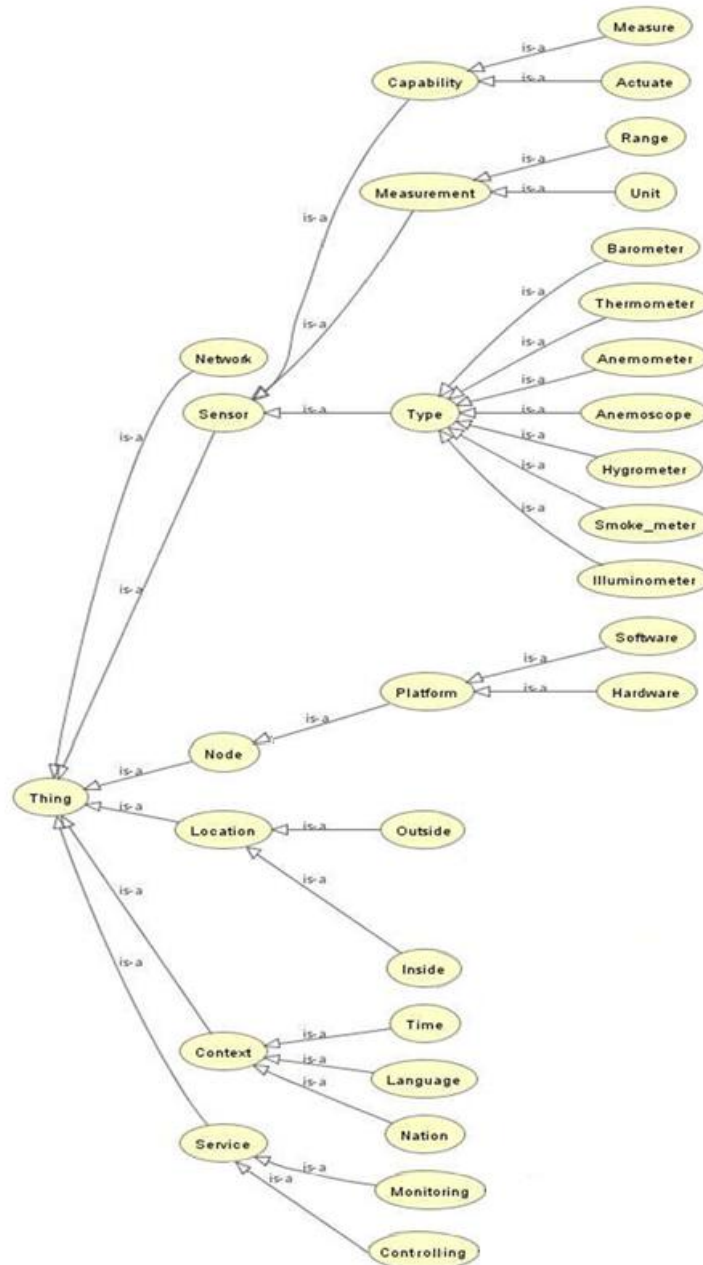 Measure
is-a
Capability
is-a
Actuate
Range
is-a
Measurement
is-a
Unit
is-a
Barometer
is-a
Thermometer
is-a
is-a
Network
Anemometer
is-a
Sensor
is-a
Type
is-a
Anemoscope
is-a
is-a
Hygrometer
is-a
Smoke_meter
is-a
Illuminometer
is-a
Software
is-a
Platform
is-a
Hardware
is-a
Node
is-a
Thing
is-a
Location
is-a
Outside
is-a
is-a
Inside
is-a
Time
is-a
Context
is-a
Language
is-a
Nation
Service
is-a
is-a
Monitoring
Controlling